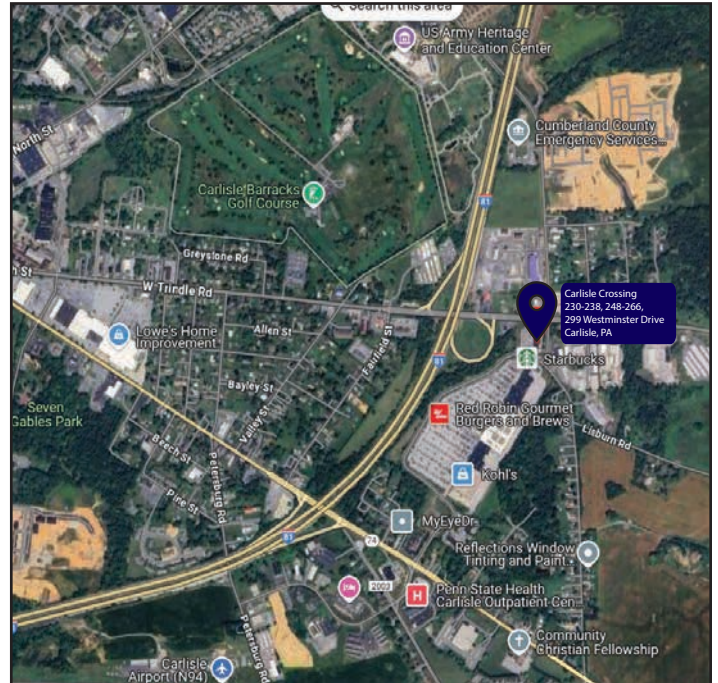 Search this area
US Army Heritage
and Education Center
North St
Cumberland County
Emergency Services...
Carlisle Barracks
Golf Course
81
Greystone Rd
h St
W Trindle Rd
Carlisle Crossing
230-238, 248-266,
299 Westminster Drive
Carlisle, PA
Lowe's Home
Improvement
Allen St
Fairfield St
Starbucks
81
Bayley St
Valley St
Red Robin Gourmet
Burgers and Brews
Seven
Gables Park
Lisburn Rd
Beech St
Petersburg Rd
Kohl's
Pine St
MyEyeDr.
81
74
Reflections Window
Tinting and Paint...
2003
H
Penn State Health
Carlisle Outpatient Cen...
Petersburg Rd
Community
Christian Fellowship
Carlisle
Airport (N94)